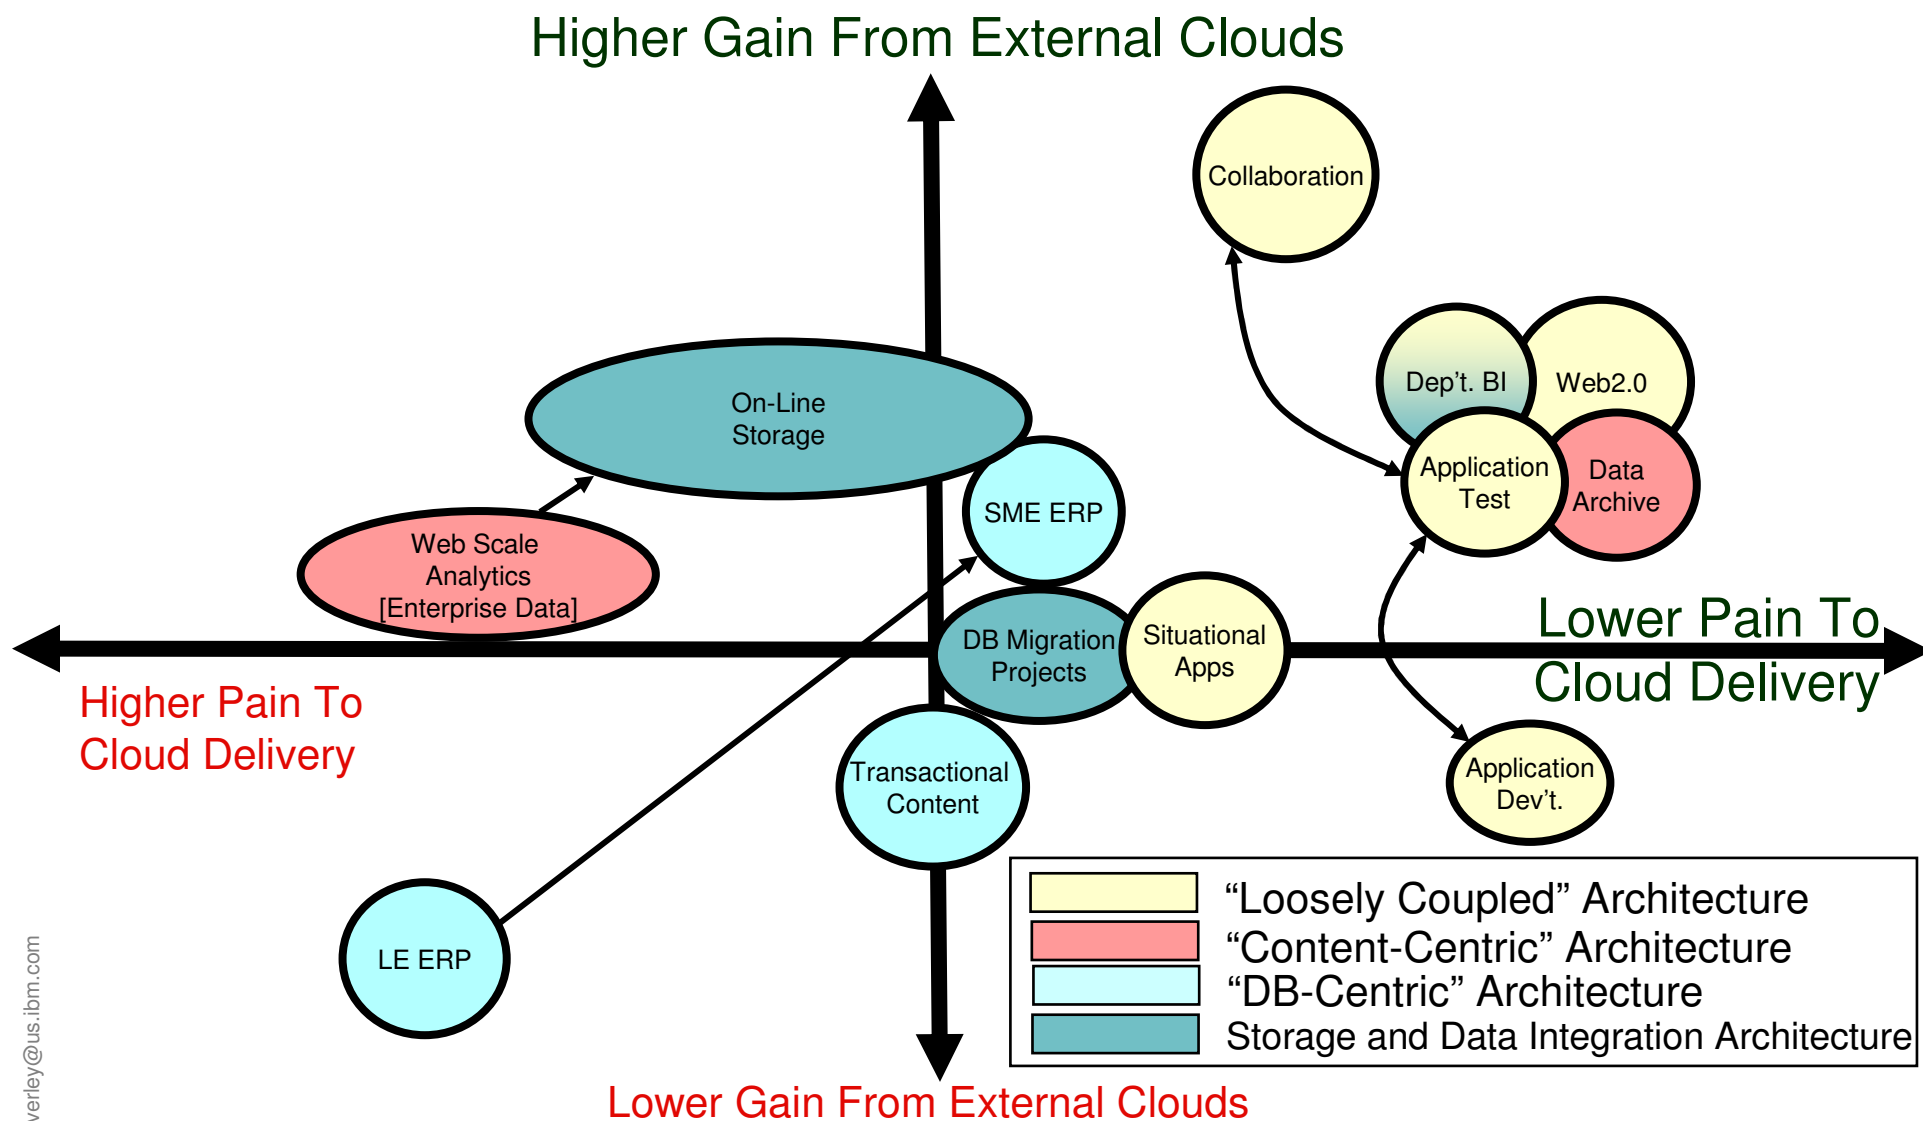 Higher Gain From External Clouds
Collaboration
Dep't. BI
Web2.0
On-Line
Storage
Application
Test
Data
Archive
SME ERP
Web Scale
Analytics
[Enterprise Data]
DB Migration
Projects
Situational
Apps
Lower Pain To
Cloud Delivery
Higher Pain To
Cloud Delivery
Transactional
Content
Application
Dev't.
LE ERP
“Loosely Coupled” Architecture
“Content-Centric” Architecture
“DB-Centric” Architecture
Storage and Data Integration Architecture
Lower Gain From External Clouds
verley@us.ibm.com